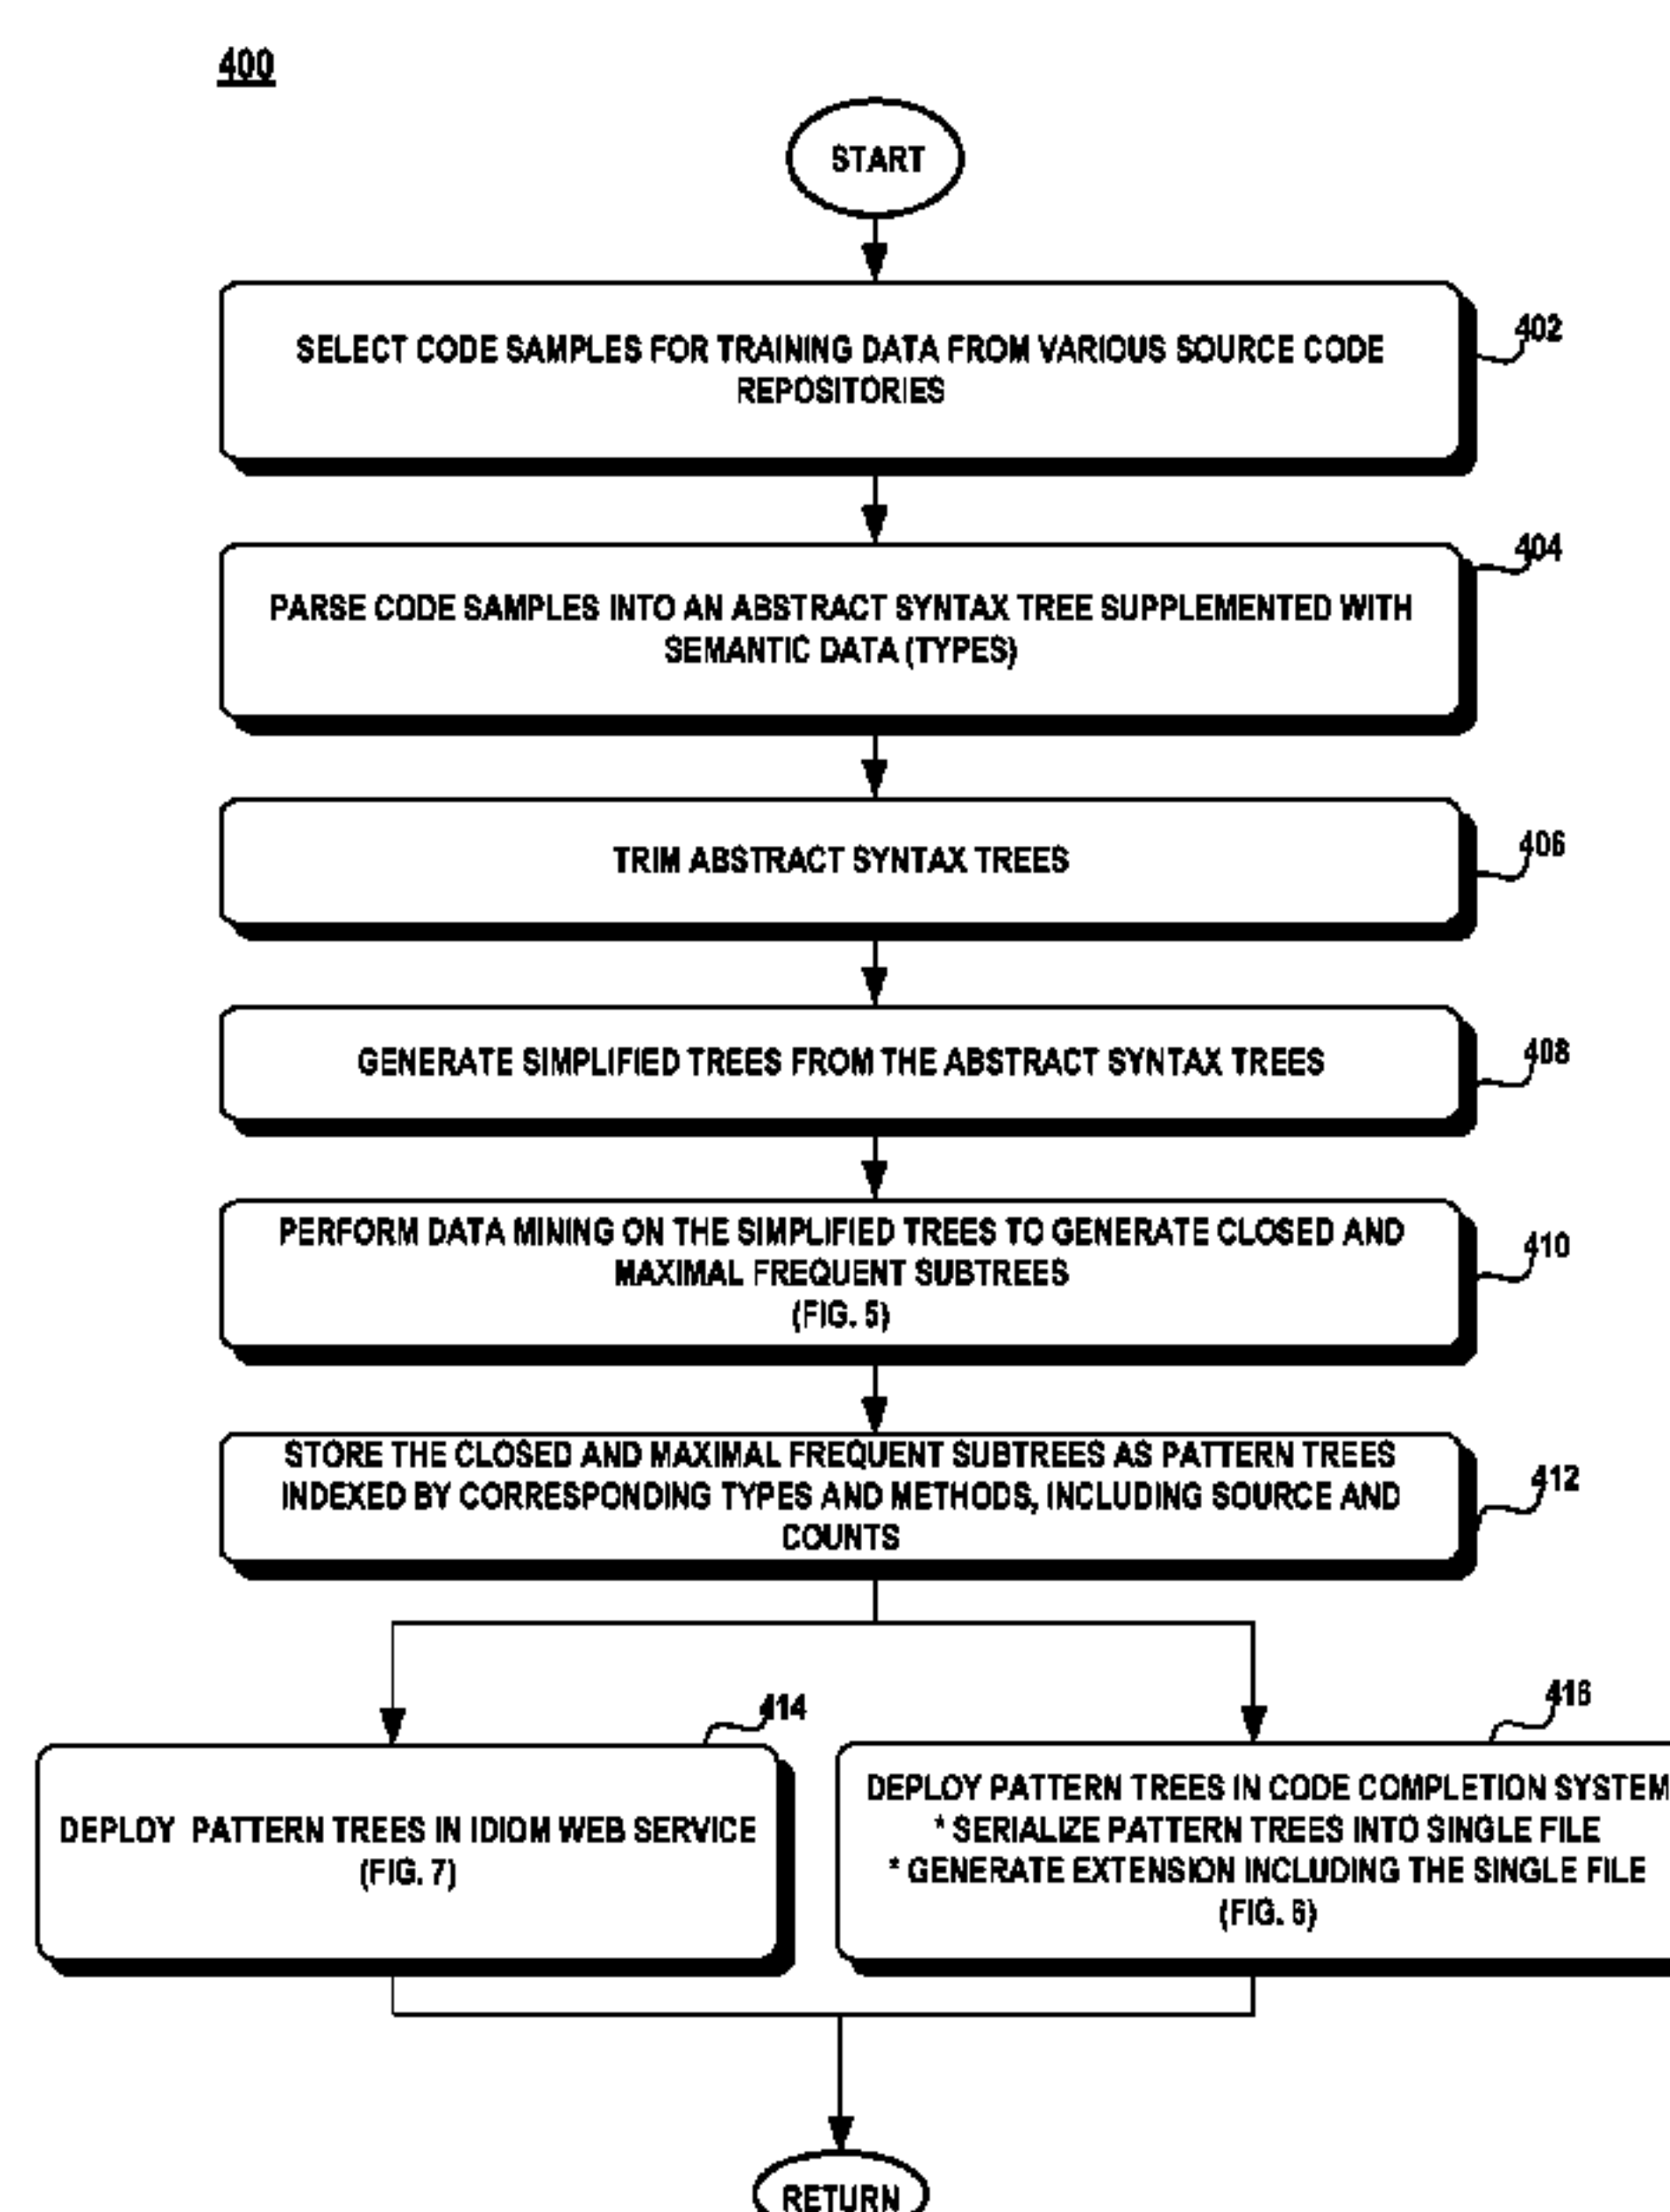 400
START
SELECT CODE SAMPLES FOR TRAINING DATA FROM VARIOUS SOURCE CODE
REPOSITORIES
402
PARSE CODE SAMPLES INTO AN ABSTRACT SYNTAX TREE SUPPLEMENTED WITH
SEMANTIC DATA (TYPES)
404
TRIM ABSTRACT SYNTAX TREES
406
GENERATE SIMPLIFIED TREES FROM THE ABSTRACT SYNTAX TREES
408
PERFORM DATA MINING ON THE SIMPLIFIED TREES TO GENERATE CLOSED AND
MAXIMAL FREQUENT SUBTREES
(FIG. 5)
410
STORE THE CLOSED AND MAXIMAL FREQUENT SUBTREES AS PATTERN TREES
INDEXED BY CORRESPONDING TYPES AND METHODS, INCLUDING SOURCE AND
COUNTS
412
414
DEPLOY PATTERN TREES IN IDIOM WEB SERVICE
(FIG. 7)
416
DEPLOY PATTERN TREES IN CODE COMPLETION SYSTEM
* SERIALIZE PATTERN TREES INTO SINGLE FILE
* GENERATE EXTENSION INCLUDING THE SINGLE FILE
(FIG. 6)
RETURN